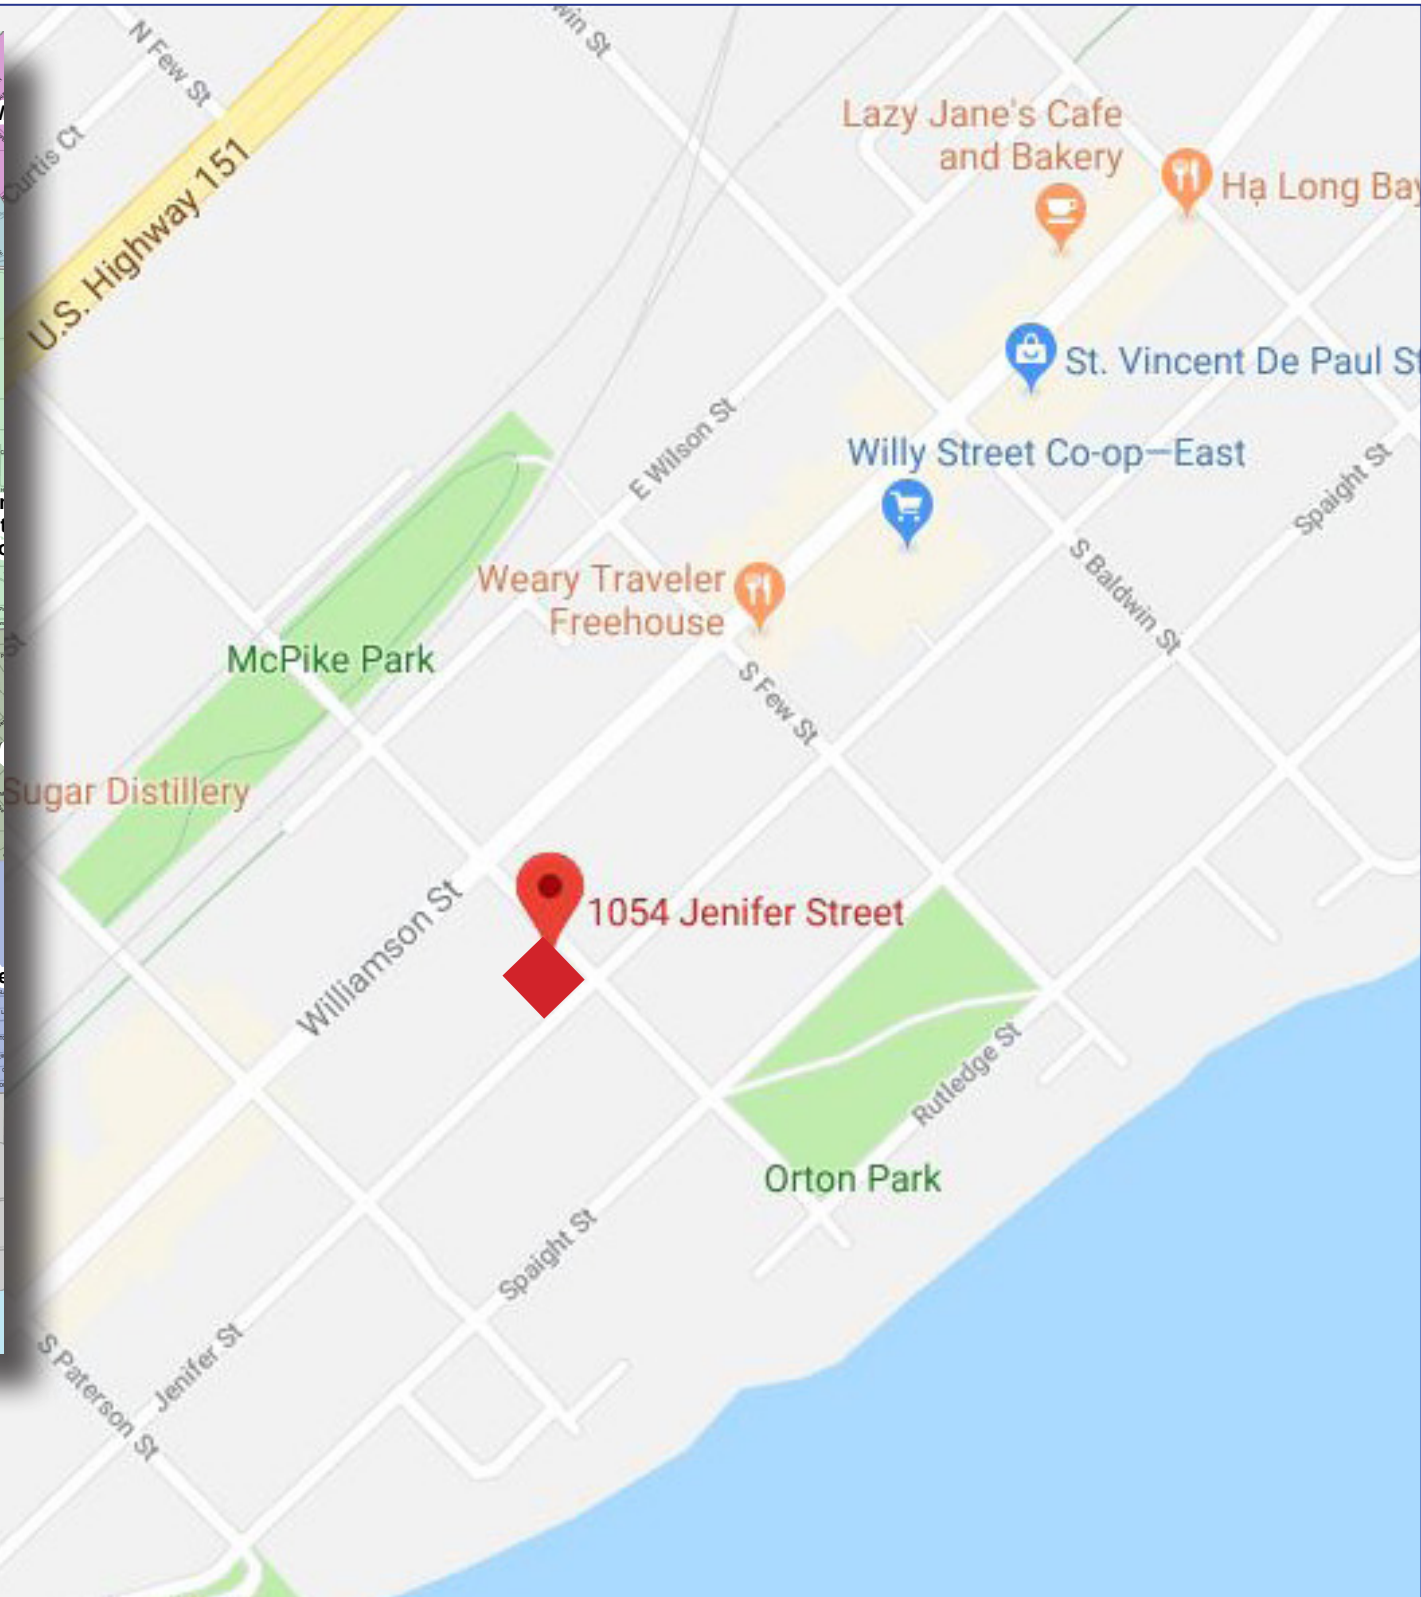 win St
N Few St
Curtis Ct
U.S. Highway 151
Lazy Jane's Cafe
and Bakery
Hạ Long Bay
St. Vincent De Paul St
E Wilson St
Willy Street Co-op—East
Spaight St
S Baldwin St
Weary Traveler
Freehouse
McPike Park
S Few St
Sugar Distillery
Williamson St
1054 Jenifer Street
Rutledge St
Orton Park
Spaight St
Jenifer St
S Paterson St